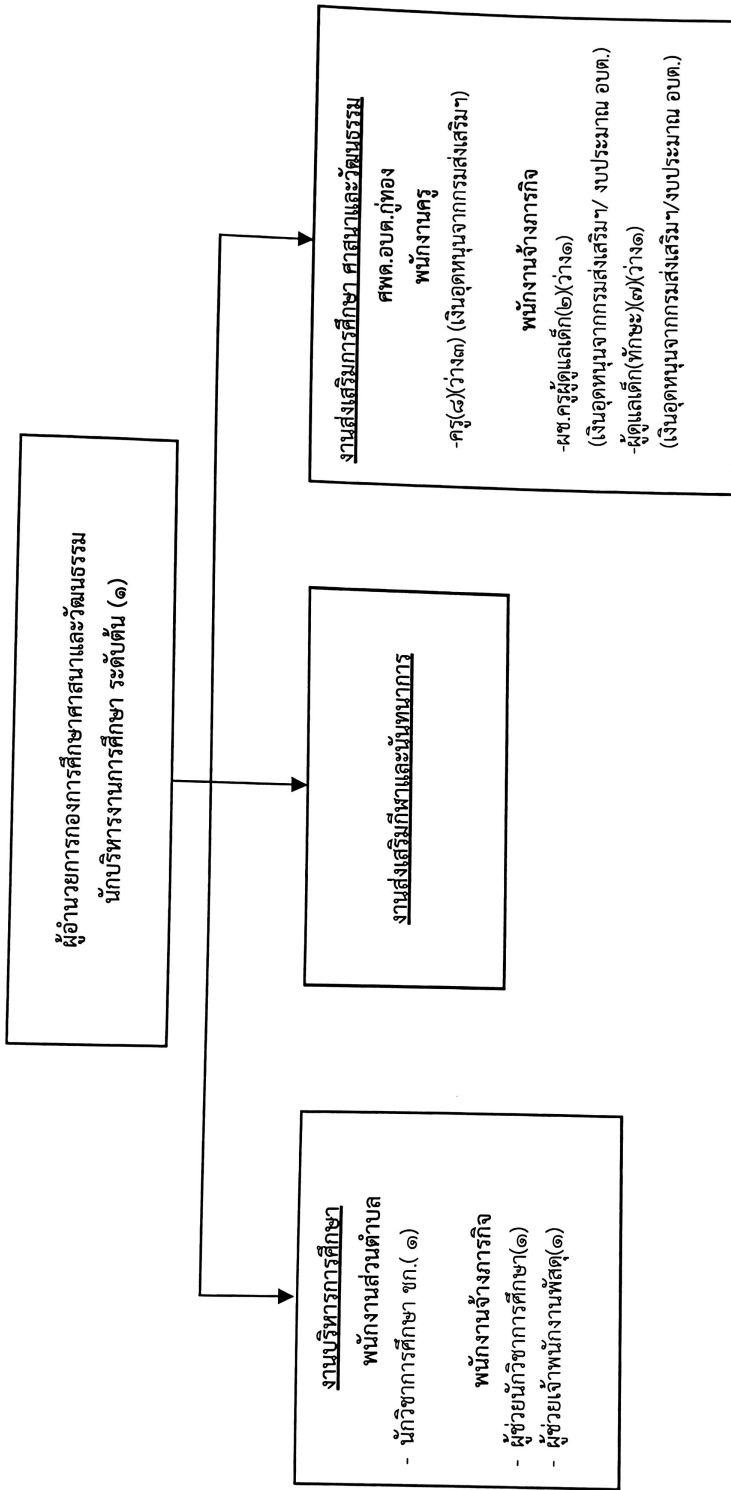 ผู้อำนวยการกองการศึกษาศาสนาและวัฒนธรรม
นักบริหารงานการศึกษา ระดับต้น (๑)
งานบริหารการศึกษา
พนักงานส่วนตำบล
- นักวิชาการศึกษา ชก.( ๑)
พนักงานจ้างภารกิจ
- ผู้ช่วยนักวิชาการศึกษา(๑)
- ผู้ช่วยเจ้าพนักงานพัสดุ(๑)
งานส่งเสริมกีฬาและนันทนาการ
งานส่งเสริมการศึกษา ศาสนาและวัฒนธรรม
ศพด.อบต.กู่ทอง
พนักงานครู
-ครู(๘)(ว่าง๓) (เงินอุดหนุนจากกรมส่งเสริมฯ)
พนักงานจ้างภารกิจ
-ผช.ครูผู้ดูแลเด็ก(๒)(ว่าง๑)
(เงินอุดหนุนจากกรมส่งเสริมฯ/ งบประมาณ อบต.)
-ผู้ดูแลเด็ก(ทักษะ)(๗)(ว่าง๑)
(เงินอุดหนุนจากกรมส่งเสริมฯ/งบประมาณ อบต.)